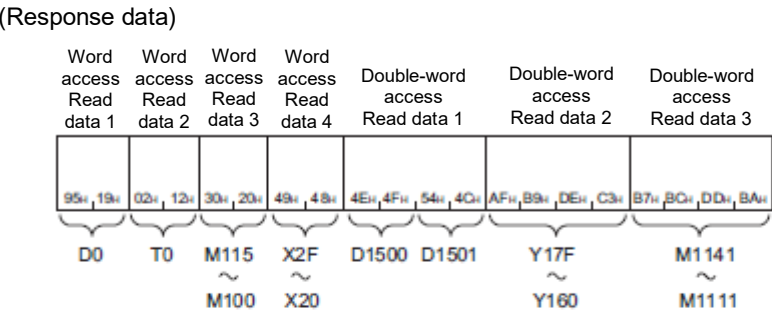 (Response data)
Word access Read data 1
Word access Read data 2
Word access Read data 3
Word access Read data 4
Double-word access Read data 1
Double-word access Read data 2
Double-word access Read data 3
95H 19H 02H 12H 30H 20H 49H 48H 4EH 4FH 54H 4CH AFH B9H DEH C3H B7H BCH DDH BAH
D0 T0 M115 X2F D1500 D1501 Y17F M1141
~ ~ ~ ~
M100 X20 Y160 M1111